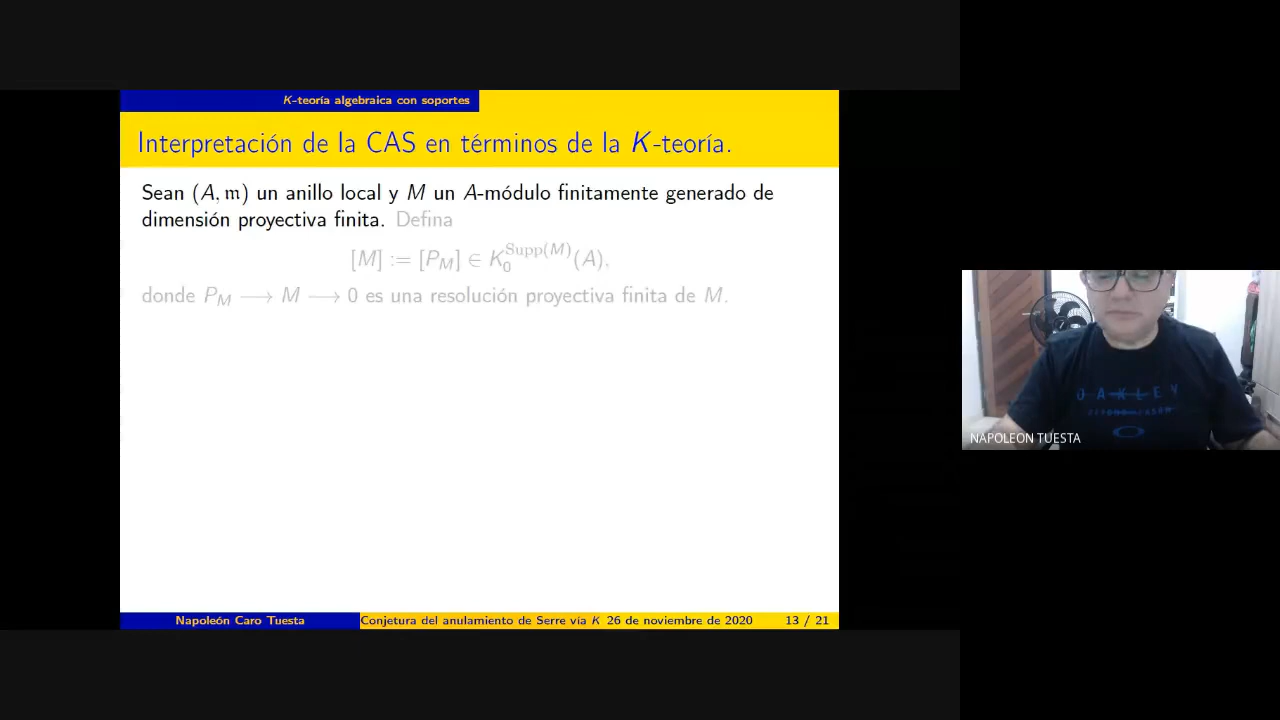 K-teoría algebraica con soportes
Interpretación de la CAS en términos de la K-teoría.
Sean (A, 𝔪) un anillo local y M un A-módulo finitamente generado de
dimensión proyectiva finita. Defina
[M] := [P_M] ∈ K_0^{Supp(M)}(A),
donde P_M ⟶ M ⟶ 0 es una resolución proyectiva finita de M.
OAKLEY
NAPOLEON TUESTA
Napoleón Caro Tuesta
Conjetura del anulamiento de Serre vía K 26 de noviembre de 2020
13 / 21